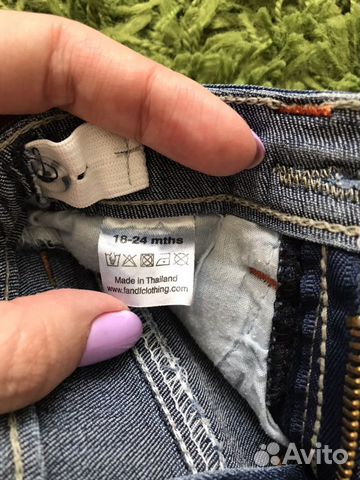 18-24 mths
Made in Thailand
www.fandfclothing.com
Avito